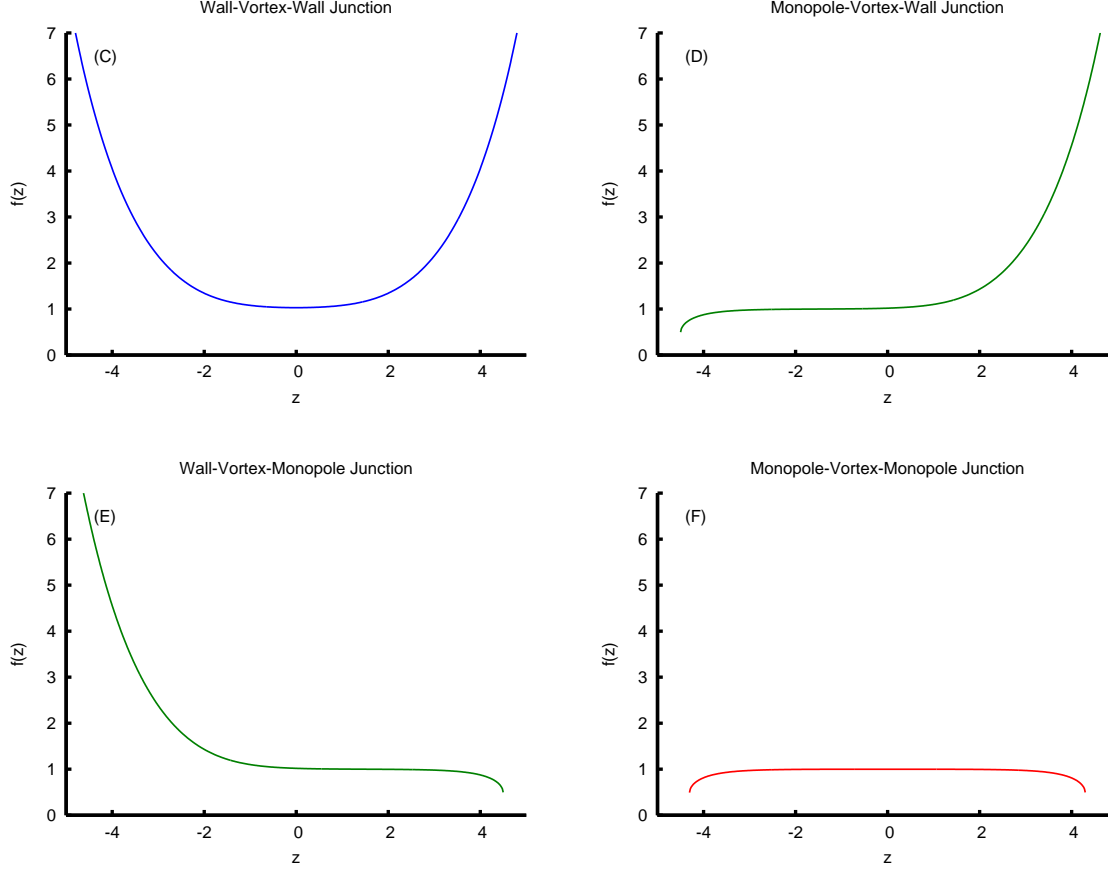 Wall-Vortex-Wall Junction
(C)
f(z)
7
6
5
4
3
2
1
0
-4 -2 0 2 4
z
Monopole-Vortex-Wall Junction
(D)
f(z)
7
6
5
4
3
2
1
0
-4 -2 0 2 4
z
Wall-Vortex-Monopole Junction
(E)
f(z)
7
6
5
4
3
2
1
0
-4 -2 0 2 4
z
Monopole-Vortex-Monopole Junction
(F)
f(z)
7
6
5
4
3
2
1
0
-4 -2 0 2 4
z